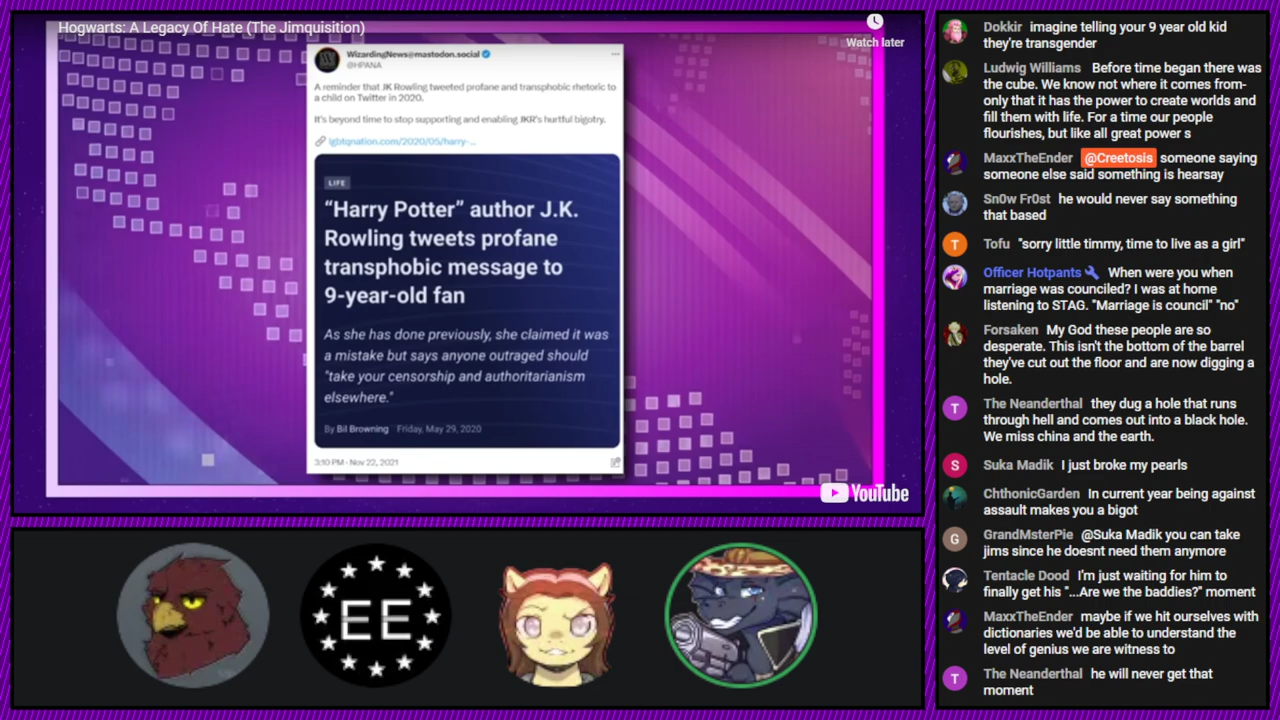 Hogwarts: A Legacy Of Hate (The Jimquisition)
Watch later
WizardingNews@mastodon.social
@HPANA
A reminder that JK Rowling tweeted profane and transphobic rhetoric to
a child on Twitter in 2020.
It's beyond time to stop supporting and enabling JKR's hurtful bigotry.
lgbtqnation.com/2020/05/harry-...
LIFE
“Harry Potter” author J.K.
Rowling tweets profane
transphobic message to
9-year-old fan
As she has done previously, she claimed it was
a mistake but says anyone outraged should
"take your censorship and authoritarianism
elsewhere."
By Bil Browning Friday, May 29, 2020
3:10 PM · Nov 22, 2021
YouTube
EE
Dokkir imagine telling your 9 year old kid
they're transgender
Ludwig Williams Before time began there was
the cube. We know not where it comes from-
only that it has the power to create worlds and
fill them with life. For a time our people
flourishes, but like all great power s
MaxxTheEnder @Creetosis someone saying
someone else said something is hearsay
Sn0w Fr0st he would never say something
that based
T
Tofu "sorry little timmy, time to live as a girl"
Officer Hotpants When were you when
marriage was counciled? I was at home
listening to STAG. "Marriage is council" "no"
Forsaken My God these people are so
desperate. This isn't the bottom of the barrel
they've cut out the floor and are now digging a
hole.
T
The Neanderthal they dug a hole that runs
through hell and comes out into a black hole.
We miss china and the earth.
S
Suka Madik I just broke my pearls
ChthonicGarden In current year being against
assault makes you a bigot
G
GrandMsterPie @Suka Madik you can take
jims since he doesnt need them anymore
Tentacle Dood I'm just waiting for him to
finally get his "...Are we the baddies?" moment
MaxxTheEnder maybe if we hit ourselves with
dictionaries we'd be able to understand the
level of genius we are witness to
T
The Neanderthal he will never get that
moment